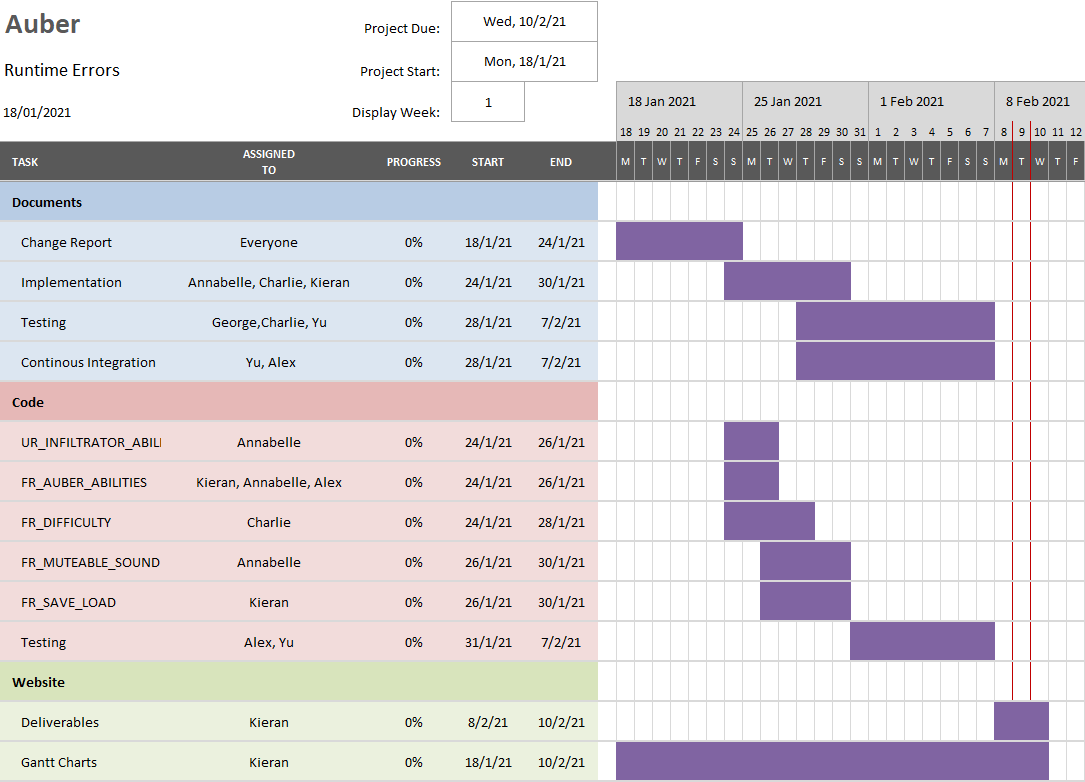 Auber
Project Due: Wed, 10/2/21
Runtime Errors
Project Start: Mon, 18/1/21
18/01/2021
Display Week: 1
18 Jan 2021 25 Jan 2021 1 Feb 2021 8 Feb 2021
18 19 20 21 22 23 24 25 26 27 28 29 30 31 1 2 3 4 5 6 7 8 9 10 11 12
TASK ASSIGNED TO PROGRESS START END M T W T F S S M T W T F S S M T W T F S S M T W T F
Documents
Change Report Everyone 0% 18/1/21 24/1/21
Implementation Annabelle, Charlie, Kieran 0% 24/1/21 30/1/21
Testing George,Charlie, Yu 0% 28/1/21 7/2/21
Continous Integration Yu, Alex 0% 28/1/21 7/2/21
Code
UR_INFILTRATOR_ABILI Annabelle 0% 24/1/21 26/1/21
FR_AUBER_ABILITIES Kieran, Annabelle, Alex 0% 24/1/21 26/1/21
FR_DIFFICULTY Charlie 0% 24/1/21 28/1/21
FR_MUTEABLE_SOUND Annabelle 0% 26/1/21 30/1/21
FR_SAVE_LOAD Kieran 0% 26/1/21 30/1/21
Testing Alex, Yu 0% 31/1/21 7/2/21
Website
Deliverables Kieran 0% 8/2/21 10/2/21
Gantt Charts Kieran 0% 18/1/21 10/2/21